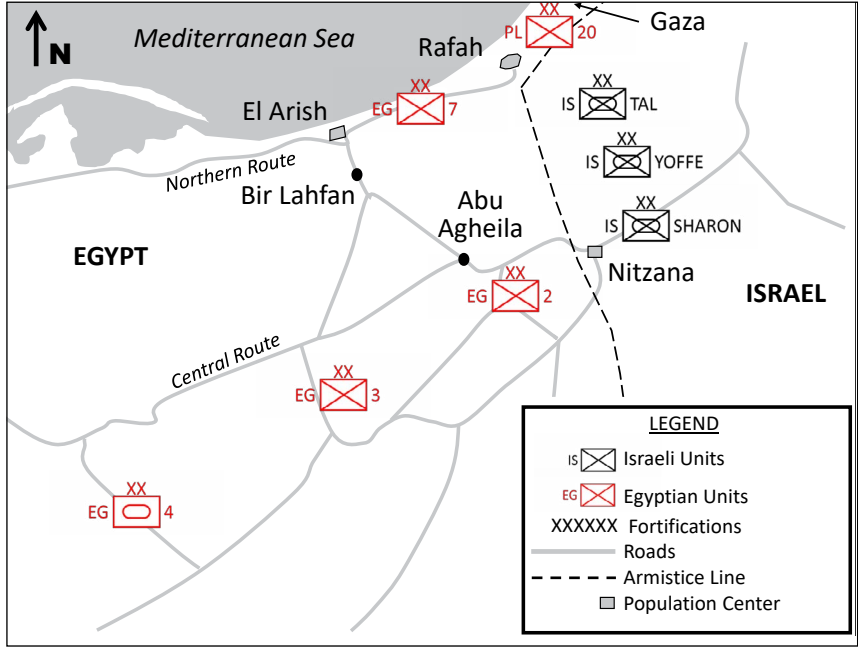 XX
PL 20
Gaza
Mediterranean Sea
N
Rafah
XX
IS TAL
XX
EG 7
El Arish
XX
IS YOFFE
Northern Route
Bir Lahfan
Abu
Agheila
XX
IS SHARON
EGYPT
XX
EG 2
Nitzana
ISRAEL
Central Route
XX
EG 3
XX
EG 4
LEGEND
IS Israeli Units
EG Egyptian Units
XXXXXX Fortifications
Roads
Armistice Line
Population Center